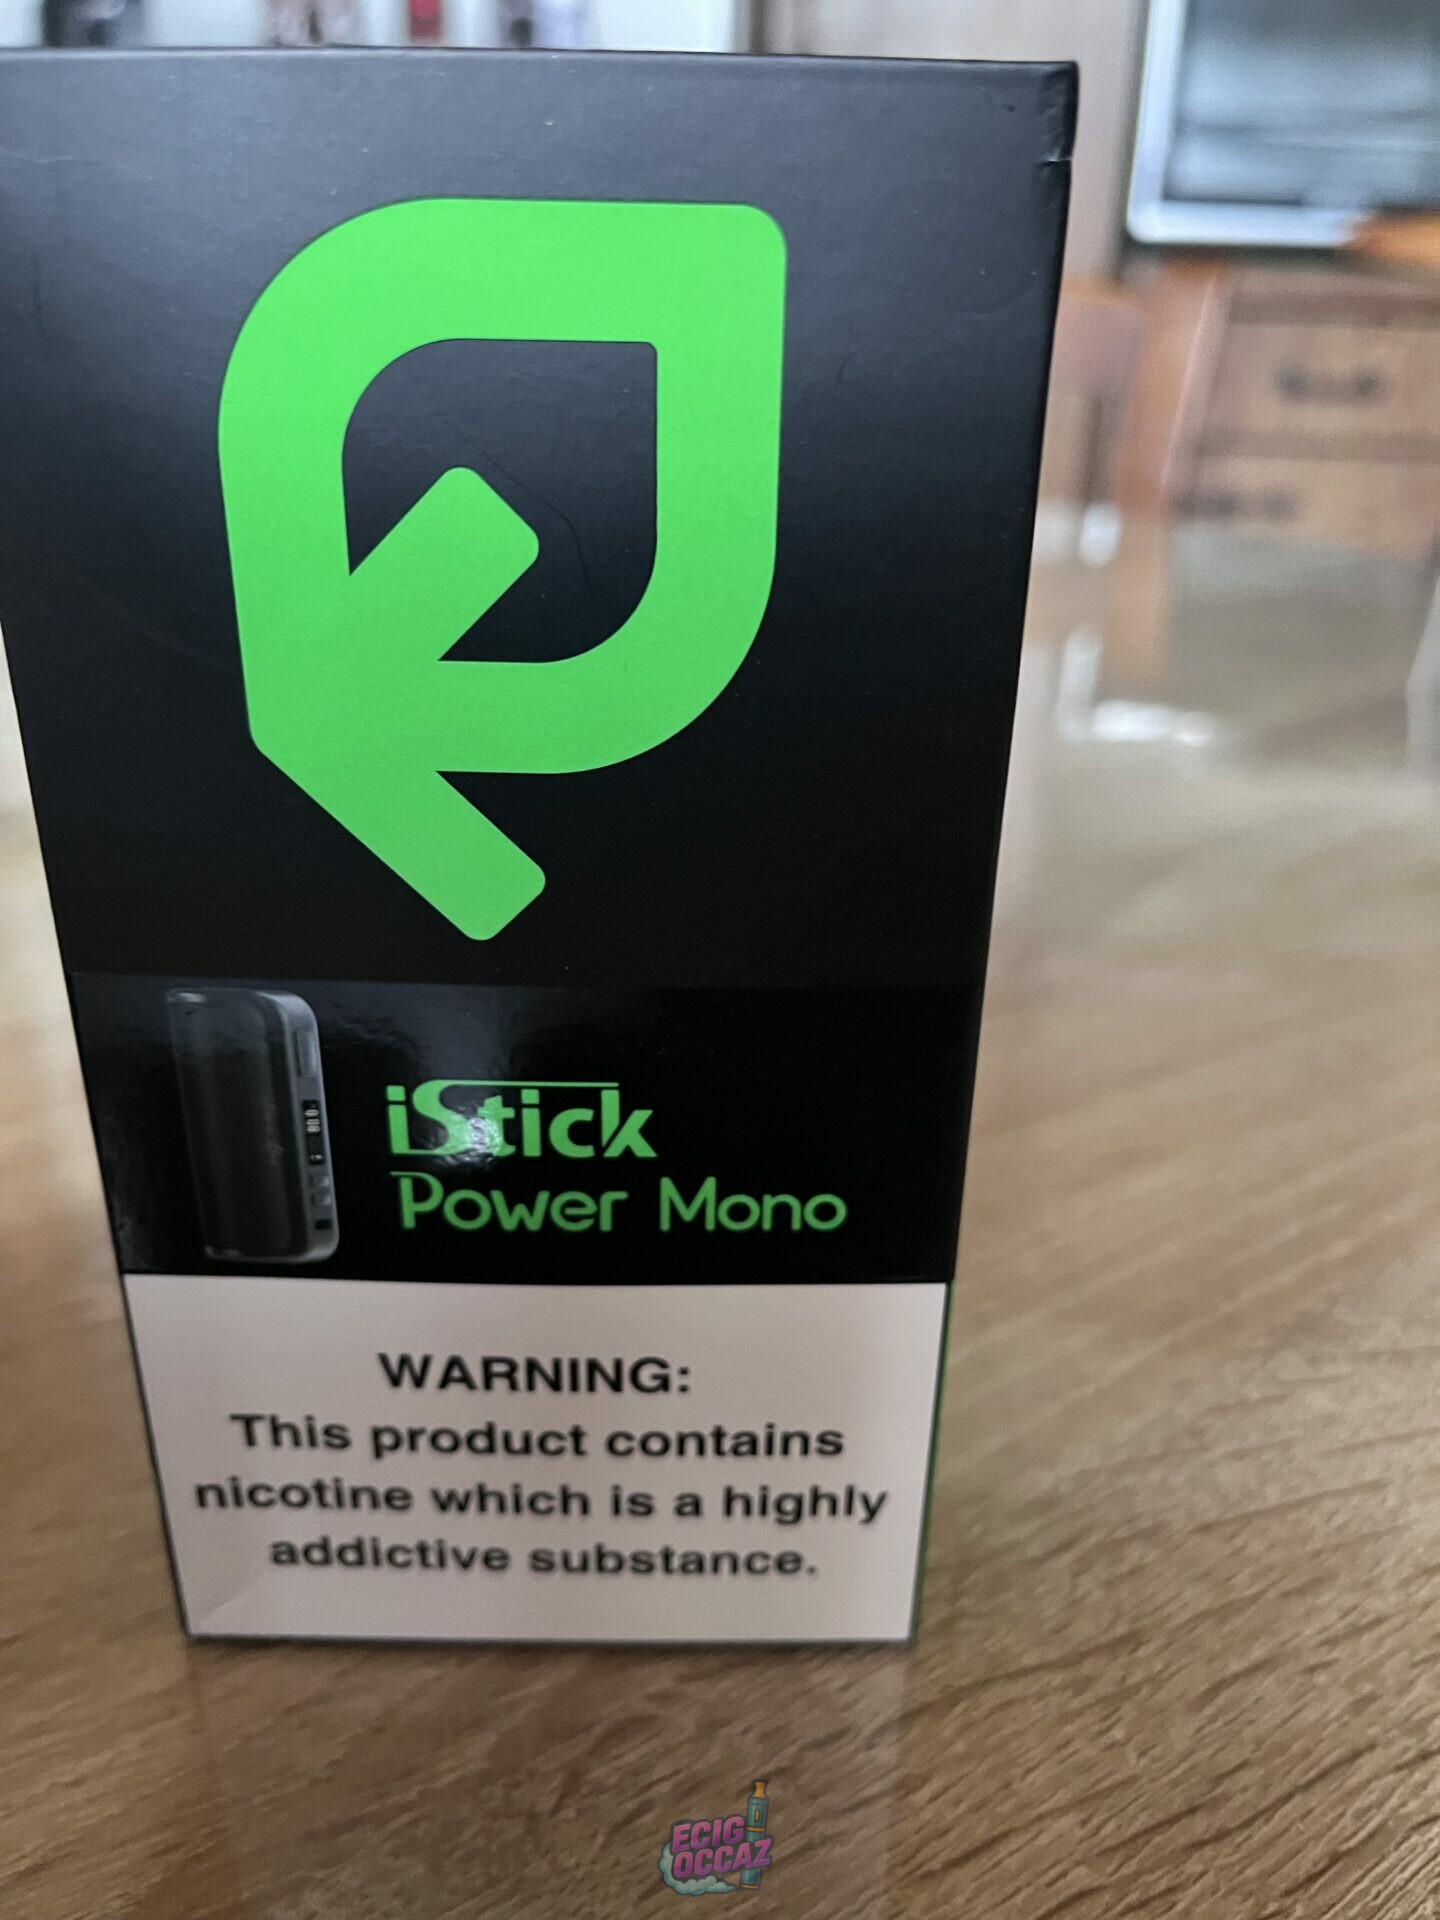 iStick
Power Mono
WARNING:
This product contains
nicotine which is a highly
addictive substance.
ECIG
OCCAZ